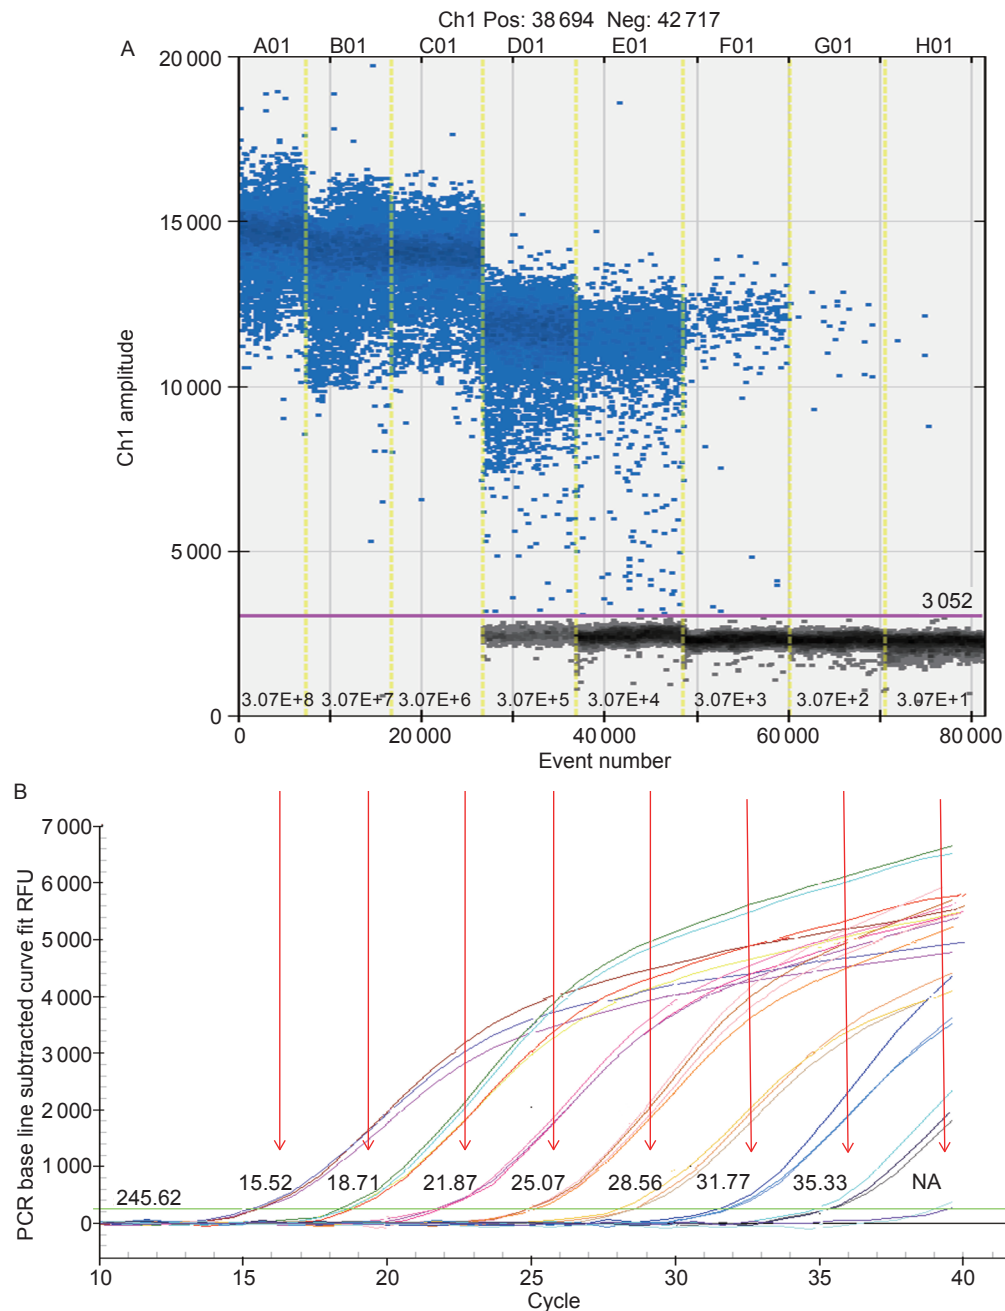 Ch1 Pos: 38 694 Neg: 42 717
A
A01 B01 C01 D01 E01 F01 G01 H01
20 000
15 000
10 000
5 000
0
Ch1 amplitude
3 052
3.07E+8 3.07E+7 3.07E+6 3.07E+5 3.07E+4 3.07E+3 3.07E+2 3.07E+1
0 20 000 40 000 60 000 80 000
Event number
B
7 000
6 000
5 000
4 000
3 000
2 000
1 000
0
PCR base line subtracted curve fit RFU
245.62
15.52 18.71 21.87 25.07 28.56 31.77 35.33 NA
10 15 20 25 30 35 40
Cycle